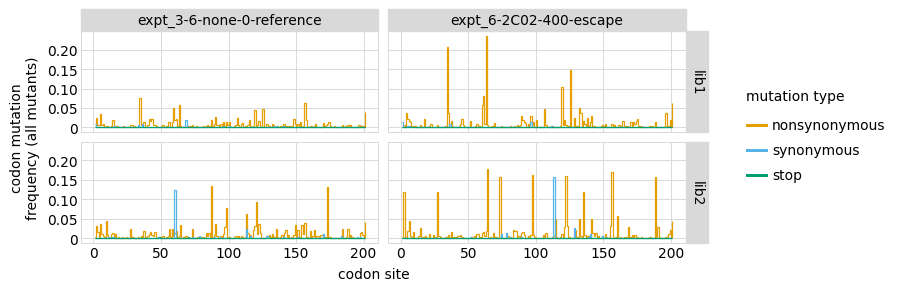 expt_3-6-none-0-reference
expt_6-2C02-400-escape
codon mutation
frequency (all mutants)
0.20
0.15
0.10
0.05
0
lib1
0.20
0.15
0.10
0.05
0
lib2
0 50 100 150 200
0 50 100 150 200
codon site
mutation type
nonsynonymous
synonymous
stop